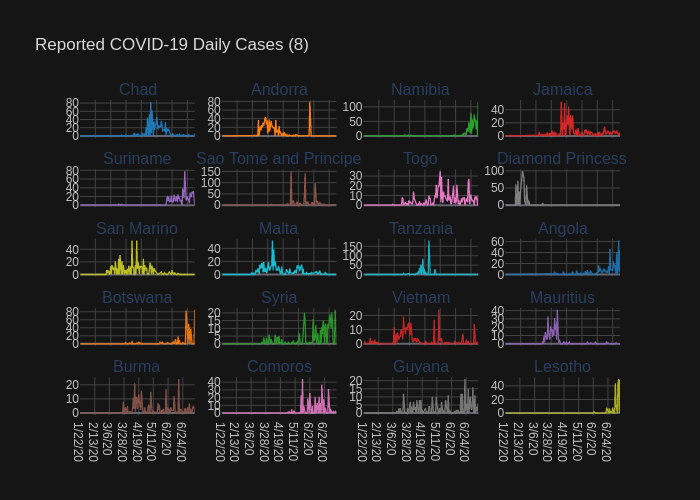 Reported COVID-19 Daily Cases (8)
Chad Andorra Namibia Jamaica
80 60 40 20 0
80 60 40 20 0
100 50 0
40 20 0
Suriname Sao Tome and Principe Togo Diamond Princess
80 60 40 20 0
150 100 50 0
30 20 10 0
100 50 0
San Marino Malta Tanzania Angola
40 20 0
40 20 0
150 100 50 0
60 40 20 0
Botswana Syria Vietnam Mauritius
80 60 40 20 0
20 15 10 5 0
20 10 0
40 30 20 10 0
Burma Comoros Guyana Lesotho
20 10 0
40 30 20 10 0
20 15 10 5 0
40 20 0
1/22/20 2/13/20 3/6/20 3/28/20 4/19/20 5/11/20 6/2/20 6/24/20
1/22/20 2/13/20 3/6/20 3/28/20 4/19/20 5/11/20 6/2/20 6/24/20
1/22/20 2/13/20 3/6/20 3/28/20 4/19/20 5/11/20 6/2/20 6/24/20
1/22/20 2/13/20 3/6/20 3/28/20 4/19/20 5/11/20 6/2/20 6/24/20